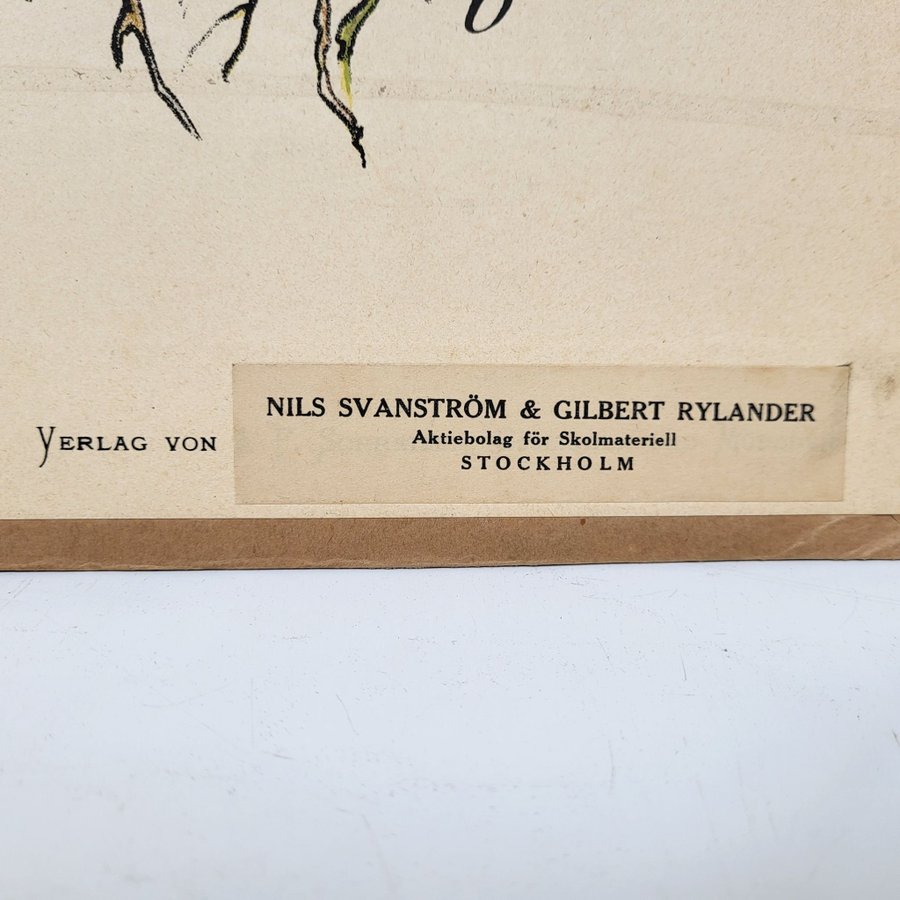 VERLAG VON
NILS SVANSTRÖM & GILBERT RYLANDER
Aktiebolag för Skolmateriell
STOCKHOLM